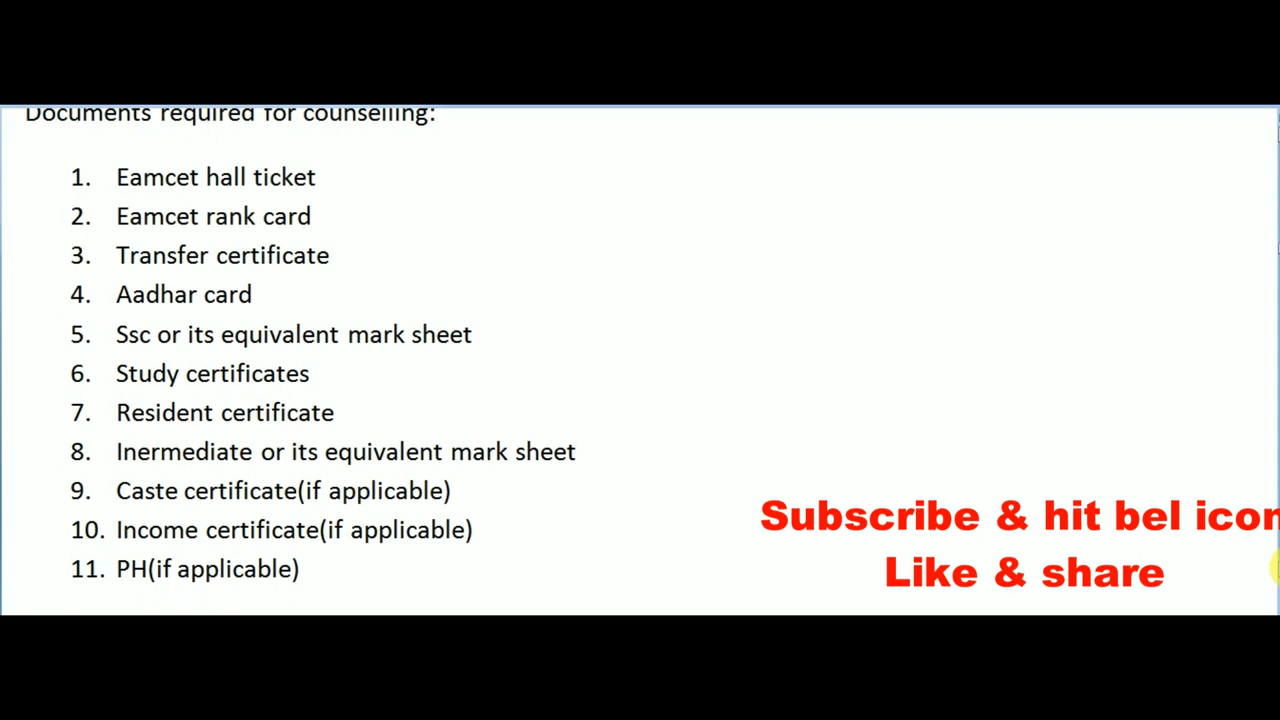 Documents required for counselling:
1. Eamcet hall ticket
2. Eamcet rank card
3. Transfer certificate
4. Aadhar card
5. Ssc or its equivalent mark sheet
6. Study certificates
7. Resident certificate
8. Inermediate or its equivalent mark sheet
9. Caste certificate(if applicable)
10. Income certificate(if applicable)
11. PH(if applicable)
Subscribe & hit bel icon
Like & share